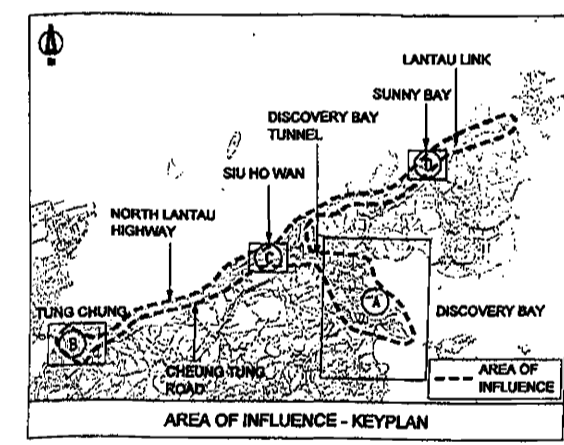 LANTAU LINK
SUNNY BAY
DISCOVERY BAY
TUNNEL
SIU HO WAN
D
NORTH LANTAU
HIGHWAY
C
A
TUNG CHUNG
B
DISCOVERY BAY
CHEUNG TUNG
ROAD
AREA OF
INFLUENCE
AREA OF INFLUENCE - KEYPLAN